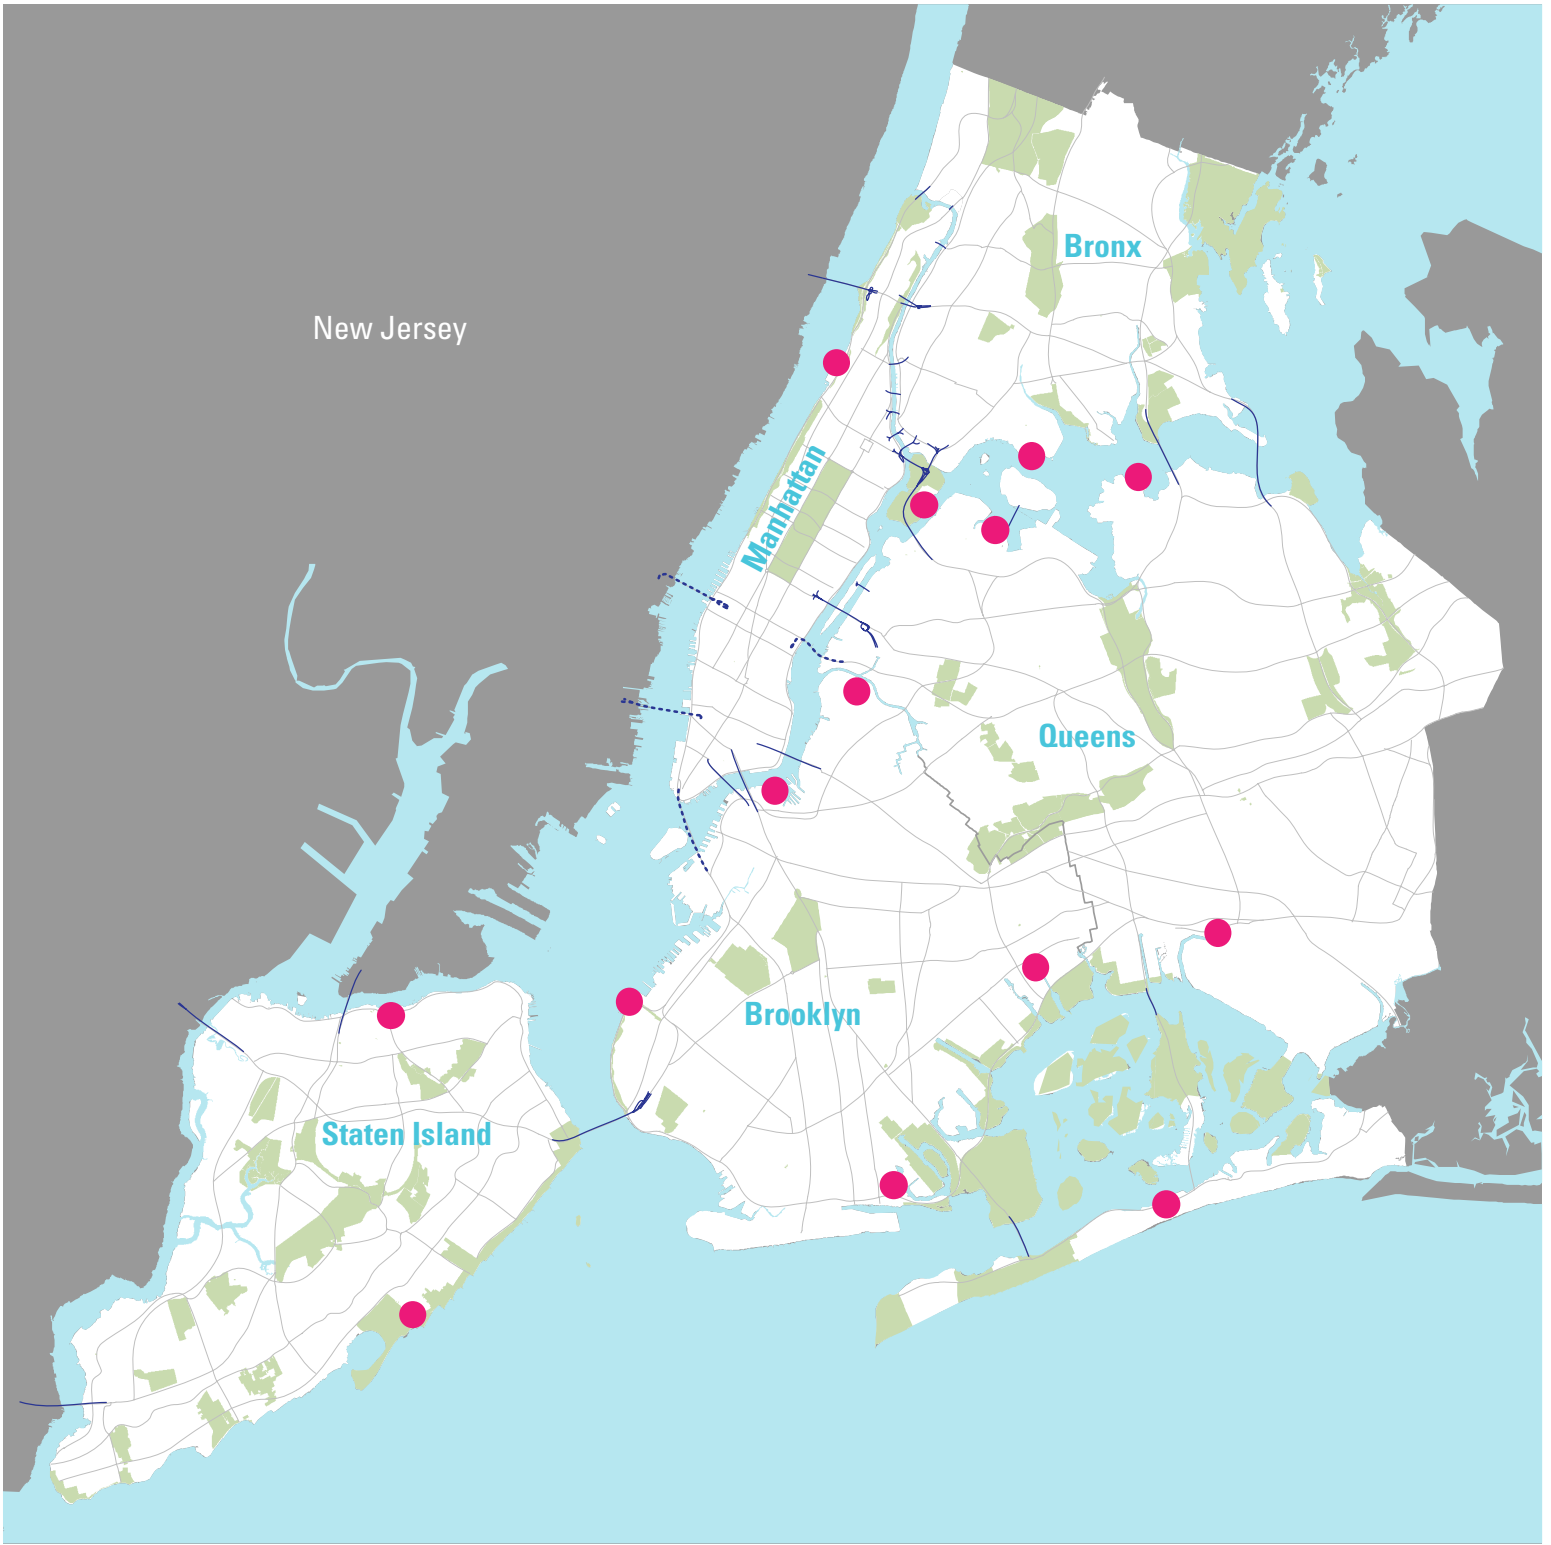 Bronx
New Jersey
Manhattan
Queens
Brooklyn
Staten Island